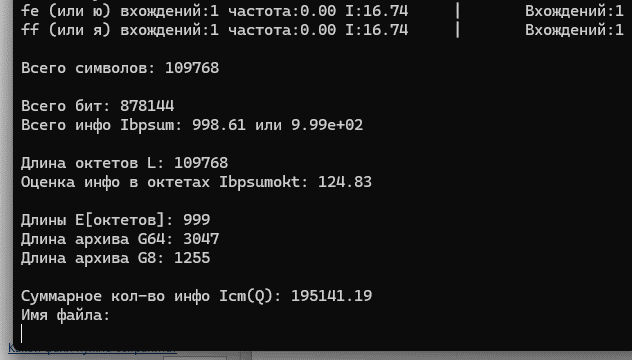 fe (или ю) вхождений:1 частота:0.00 I:16.74 | Вхождений:1
ff (или я) вхождений:1 частота:0.00 I:16.74 | Вхождений:1
Всего символов: 109768
Всего бит: 878144
Всего инфо Ibpsum: 998.61 или 9.99e+02
Длина октетов L: 109768
Оценка инфо в октетах Ibpsumokt: 124.83
Длины E[октетов]: 999
Длина архива G64: 3047
Длина архива G8: 1255
Суммарное кол-во инфо Icm(Q): 195141.19
Имя файла: